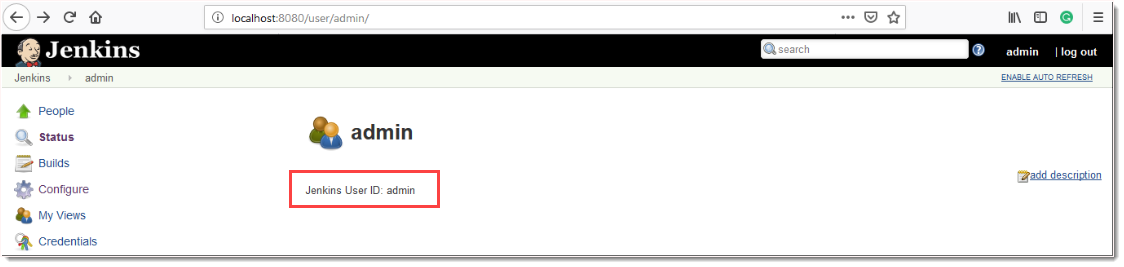 localhost:8080/user/admin/
Jenkins
search
admin
| log out
Jenkins
admin
ENABLE AUTO REFRESH
People
Status
Builds
Configure
My Views
Credentials
admin
Jenkins User ID: admin
add description